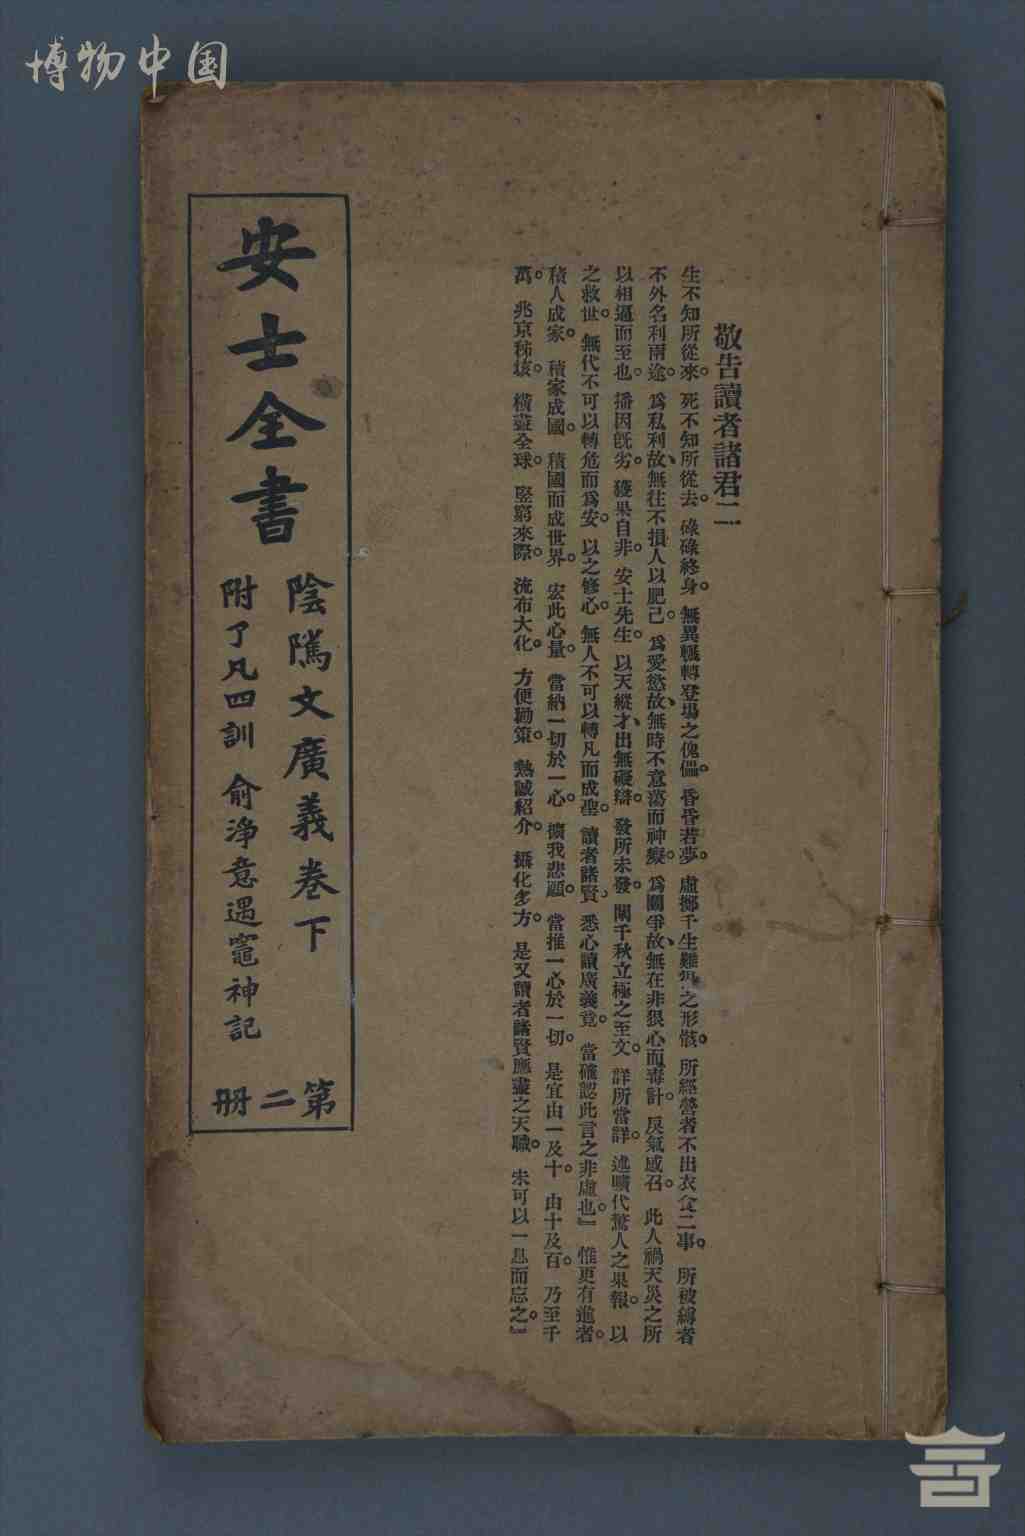 博物中国
敬告讀者諸君二
生不知所從來。死不知所從去。碌碌終身。無異輾轉登場之傀儡。昏昏若夢。虛擲千生難得之形骸。所經營者不出衣食二事。所被縛者
不外名利兩途。爲私利故、無往不損人以肥己。爲愛慾故、無時不意蕩而神癡。爲鬭爭故、無在非狠心而毒計。戾氣感召。此人禍天災之所
以相逼而至也。播因既劣。獲果自非。安士先生。以天縱才、出無礙辯。發所未發。闡千秋立極之至文。詳所當詳。述曠代驚人之果報。以
之救世。無代不可以轉危而爲安。以之修心。無人不可以轉凡而成聖。讀者諸賢、悉心讀廣義竟。當確認此言之非虛也』惟更有進者。
積人成家。積家成國。積國而成世界。宏此心量。當納一切於一心。擴我悲願。當推一心於一切。是宜由一及十。由十及百。乃至千
萬。兆京秭垓。橫盡全球。堅窮來際。流布大化。方便勸策。熱誠紹介。攝化多方。是又讀者諸賢應盡之天職。未可以一息而忘之。』
安士全書
陰隲文廣義卷下
附了凡四訓 俞淨意遇竈神記
第二冊